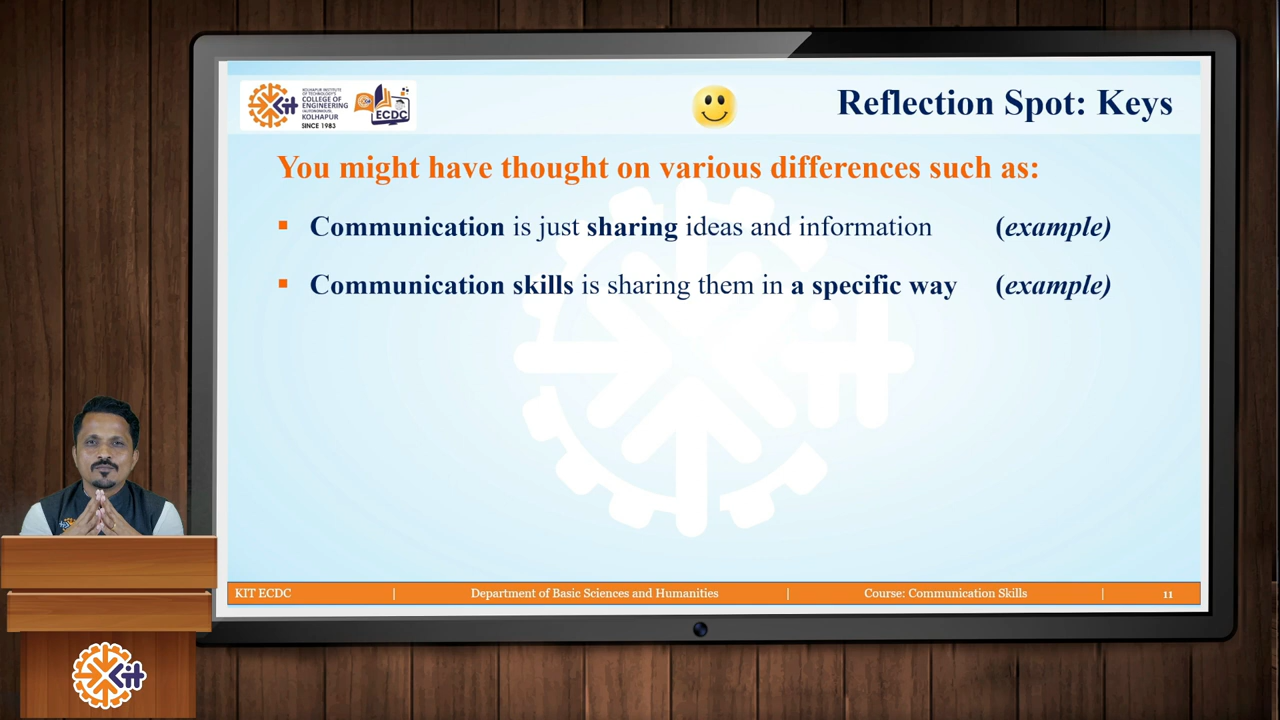 KOLHAPUR INSTITUTE
OF TECHNOLOGY'S
COLLEGE OF
ENGINEERING
(AUTONOMOUS),
KOLHAPUR
SINCE 1983
ECDC
Reflection Spot: Keys
You might have thought on various differences such as:
▪ Communication is just sharing ideas and information (example)
▪ Communication skills is sharing them in a specific way (example)
KIT ECDC | Department of Basic Sciences and Humanities | Course: Communication Skills | 11
Kit